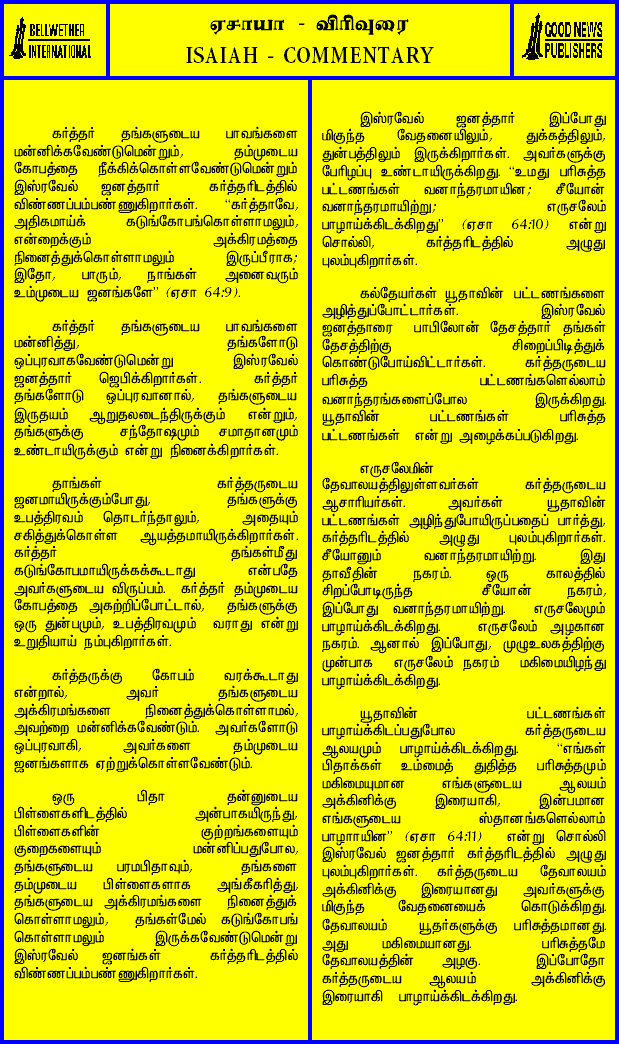 BELLWETHER
INTERNATIONAL
ஏசாயா - விரிவுரை
ISAIAH - COMMENTARY
GOOD NEWS
PUBLISHERS
கர்த்தர் தங்களுடைய பாவங்களை
மன்னிக்கவேண்டுமென்றும், தம்முடைய
கோபத்தை நீக்கிக்கொள்ளவேண்டுமென்றும்
இஸ்ரவேல் ஜனத்தார் கர்த்தரிடத்தில்
விண்ணப்பம்பண்ணுகிறார்கள். “கர்த்தாவே,
அதிகமாய்க் கடுங்கோபங்கொள்ளாமலும்,
என்றைக்கும் அக்கிரமத்தை
நினைத்துக்கொள்ளாமலும் இருப்பீராக;
இதோ, பாரும், நாங்கள் அனைவரும்
உம்முடைய ஜனங்களே” (ஏசா 64:9).
கர்த்தர் தங்களுடைய பாவங்களை
மன்னித்து, தங்களோடு
ஒப்புரவாகவேண்டுமென்று இஸ்ரவேல்
ஜனத்தார் ஜெபிக்கிறார்கள். கர்த்தர்
தங்களோடு ஒப்புரவானால், தங்களுடைய
இருதயம் ஆறுதலடைந்திருக்கும் என்றும்,
தங்களுக்கு சந்தோஷமும் சமாதானமும்
உண்டாயிருக்கும் என்று நினைக்கிறார்கள்.
தாங்கள் கர்த்தருடைய
ஜனமாயிருக்கும்போது, தங்களுக்கு
உபத்திரவம் தொடர்ந்தாலும், அதையும்
சகித்துக்கொள்ள ஆயத்தமாயிருக்கிறார்கள்.
கர்த்தர் தங்கள்மீது
கடுங்கோபமாயிருக்கக்கூடாது என்பதே
அவர்களுடைய விருப்பம். கர்த்தர் தம்முடைய
கோபத்தை அகற்றிப்போட்டால், தங்களுக்கு
ஒரு துன்பமும், உபத்திரவமும் வராது என்று
உறுதியாய் நம்புகிறார்கள்.
கர்த்தருக்கு கோபம் வரக்கூடாது
என்றால், அவர் தங்களுடைய
அக்கிரமங்களை நினைத்துக்கொள்ளாமல்,
அவற்றை மன்னிக்கவேண்டும். அவர்களோடு
ஒப்புரவாகி, அவர்களை தம்முடைய
ஜனங்களாக ஏற்றுக்கொள்ளவேண்டும்.
ஒரு பிதா தன்னுடைய
பிள்ளைகளிடத்தில் அன்பாகயிருந்து,
பிள்ளைகளின் குற்றங்களையும்
குறைகளையும் மன்னிப்பதுபோல,
தங்களுடைய பரமபிதாவும், தங்களை
தம்முடைய பிள்ளைகளாக அங்கீகரித்து,
தங்களுடைய அக்கிரமங்களை நினைத்துக்
கொள்ளாமலும், தங்கள்மேல் கடுங்கோபங்
கொள்ளாமலும் இருக்கவேண்டுமென்று
இஸ்ரவேல் ஜனங்கள் கர்த்தரிடத்தில்
விண்ணப்பம்பண்ணுகிறார்கள்.
இஸ்ரவேல் ஜனத்தார் இப்போது
மிகுந்த வேதனையிலும், துக்கத்திலும்,
துன்பத்திலும் இருக்கிறார்கள். அவர்களுக்கு
பேரிழப்பு உண்டாயிருக்கிறது. “உமது பரிசுத்த
பட்டணங்கள் வனாந்தரமாயின; சீயோன்
வனாந்தரமாயிற்று; எருசலேம்
பாழாய்க்கிடக்கிறது” (ஏசா 64:10) என்று
சொல்லி, கர்த்தரிடத்தில் அழுது
புலம்புகிறார்கள்.
கல்தேயர்கள் யூதாவின் பட்டணங்களை
அழித்துப்போட்டார்கள். இஸ்ரவேல்
ஜனத்தாரை பாபிலோன் தேசத்தார் தங்கள்
தேசத்திற்கு சிறைப்பிடித்துக்
கொண்டுபோய்விட்டார்கள். கர்த்தருடைய
பரிசுத்த பட்டணங்களெல்லாம்
வனாந்தரங்களைப்போல இருக்கிறது.
யூதாவின் பட்டணங்கள் பரிசுத்த
பட்டணங்கள் என்று அழைக்கப்படுகிறது.
எருசலேமின்
தேவாலயத்திலுள்ளவர்கள் கர்த்தருடைய
ஆசாரியர்கள். அவர்கள் யூதாவின்
பட்டணங்கள் அழிந்துபோயிருப்பதைப் பார்த்து,
கர்த்தரிடத்தில் அழுது புலம்புகிறார்கள்.
சீயோனும் வனாந்தரமாயிற்று. இது
தாவீதின் நகரம். ஒரு காலத்தில்
சிறப்போடிருந்த சீயோன் நகரம்,
இப்போது வனாந்தரமாயிற்று. எருசலேமும்
பாழாய்க்கிடக்கிறது. எருசலேம் அழகான
நகரம். ஆனால் இப்போது, முழுஉலகத்திற்கு
முன்பாக எருசலேம் நகரம் மகிமையிழந்து
பாழாய்க்கிடக்கிறது.
யூதாவின் பட்டணங்கள்
பாழாய்க்கிடப்பதுபோல கர்த்தருடைய
ஆலயமும் பாழாய்க்கிடக்கிறது. “எங்கள்
பிதாக்கள் உம்மைத் துதித்த பரிசுத்தமும்
மகிமையுமான எங்களுடைய ஆலயம்
அக்கினிக்கு இரையாகி, இன்பமான
எங்களுடைய ஸ்தானங்களெல்லாம்
பாழாாயின” (ஏசா 64:11) என்று சொல்லி
இஸ்ரவேல் ஜனத்தார் கர்த்தரிடத்தில் அழுது
புலம்புகிறார்கள். கர்த்தருடைய தேவாலயம்
அக்கினிக்கு இரையானது அவர்களுக்கு
மிகுந்த வேதனையைக் கொடுக்கிறது.
தேவாலயம் யூதர்களுக்கு பரிசுத்தமானது.
அது மகிமையானது. பரிசுத்தமே
தேவாலயத்தின் அழகு. இப்போதோ
கர்த்தருடைய ஆலயம் அக்கினிக்கு
இரையாகி பாழாய்க்கிடக்கிறது.